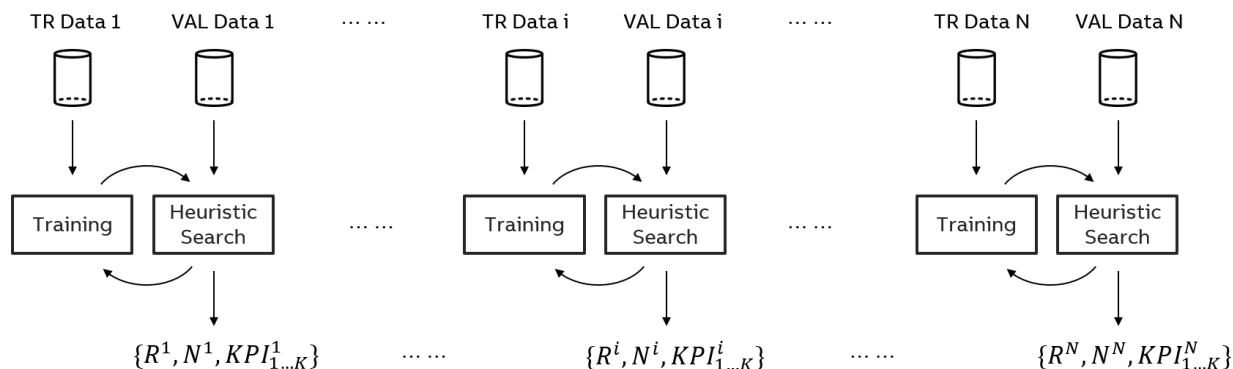 TR Data 1 VAL Data 1 ... ... TR Data i VAL Data i ... ... TR Data N VAL Data N
Training Heuristic Search ... ... Training Heuristic Search ... ... Training Heuristic Search
{R^1, N^1, KPI^1_{1...K}} ... ... {R^i, N^i, KPI^i_{1...K}} ... ... {R^N, N^N, KPI^N_{1...K}}